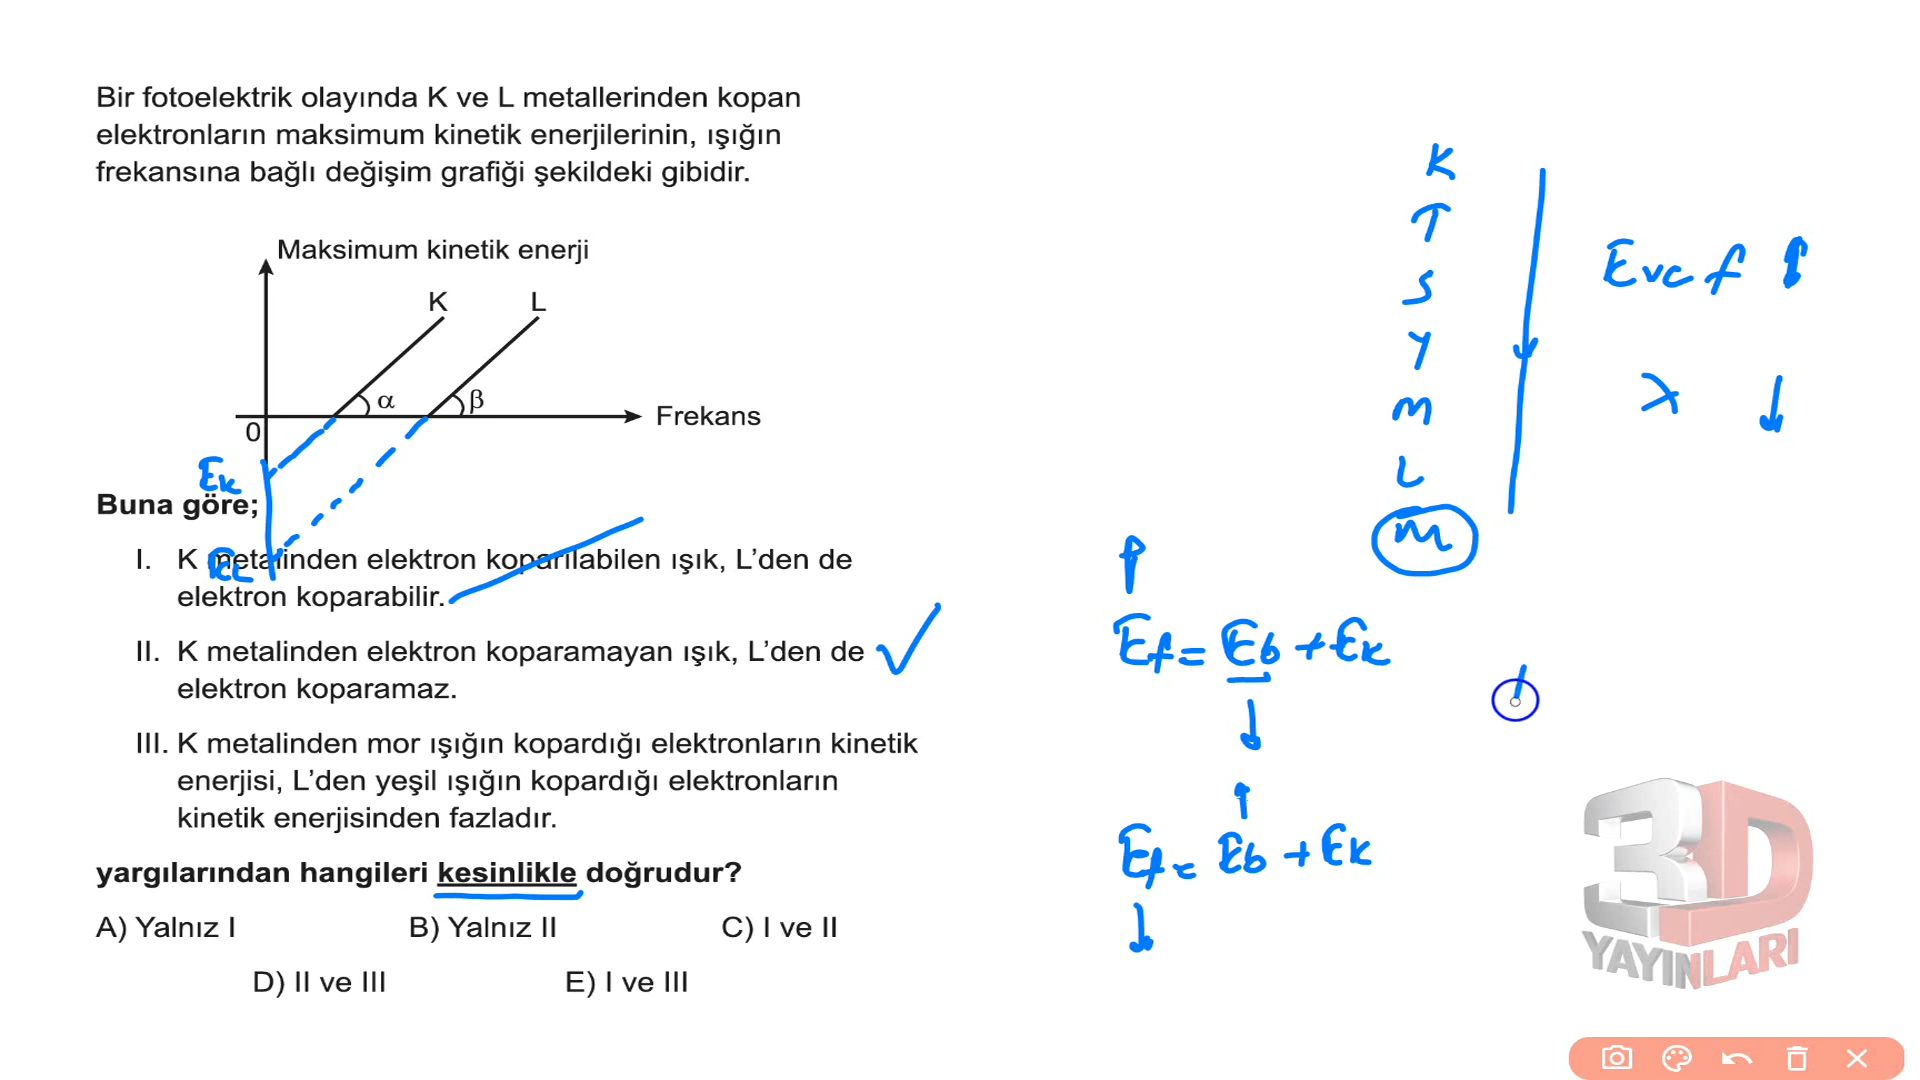 Bir fotoelektrik olayında K ve L metallerinden kopan
elektronların maksimum kinetik enerjilerinin, ışığın
frekansına bağlı değişim grafiği şekildeki gibidir.
Maksimum kinetik enerji
K L
α β
0
Frekans
EK
EL
Buna göre;
I. K metalinden elektron koparılabilen ışık, L’den de
elektron koparabilir.
II. K metalinden elektron koparamayan ışık, L’den de
elektron koparamaz.
III. K metalinden mor ışığın kopardığı elektronların kinetik
enerjisi, L’den yeşil ışığın kopardığı elektronların
kinetik enerjisinden fazladır.
yargılarından hangileri kesinlikle doğrudur?
A) Yalnız I B) Yalnız II C) I ve II
D) II ve III E) I ve III
K
T
S
Y
M
L
M
E ve f ↑
λ ↓
Ef = Eb + Ek
Ef = Eb + Ek
3D
YAYINLARI